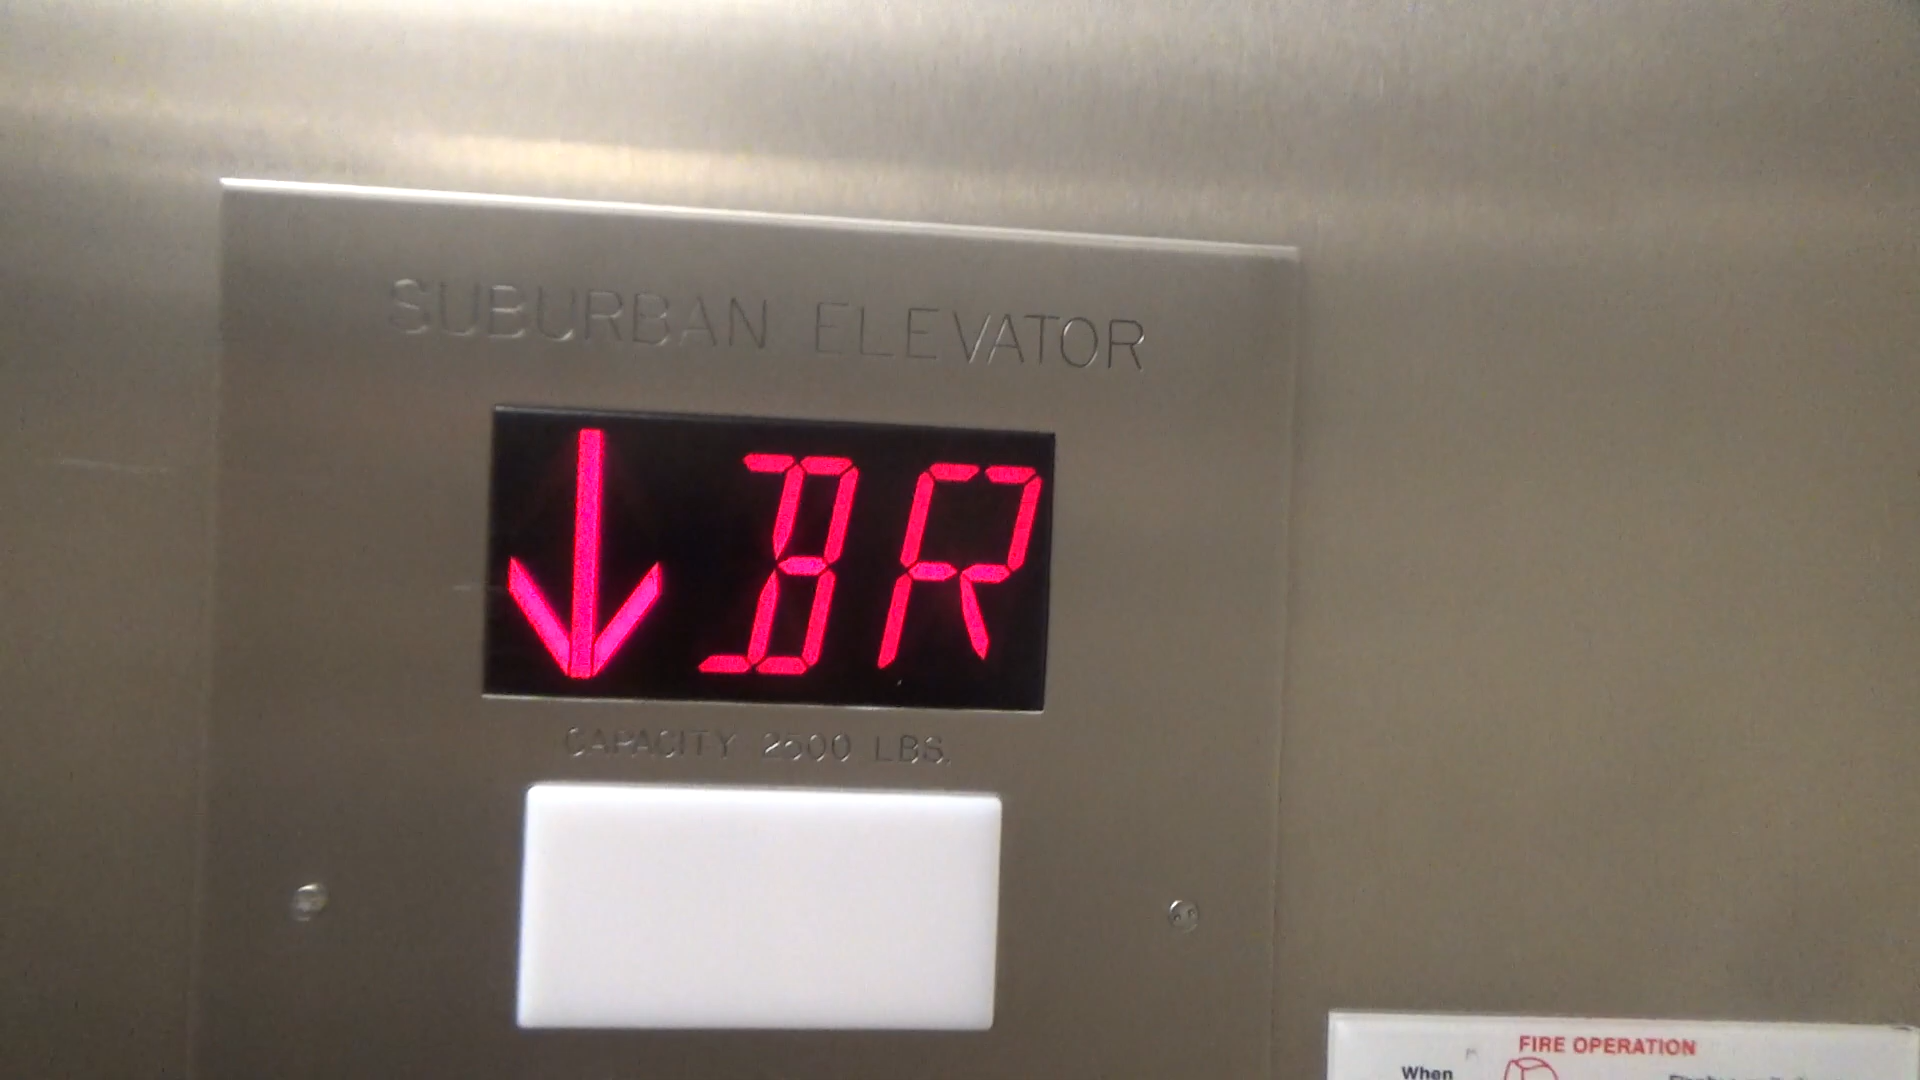 SUBURBAN ELEVATOR
BR
CAPACITY 2500 LBS.
FIRE OPERATION
When